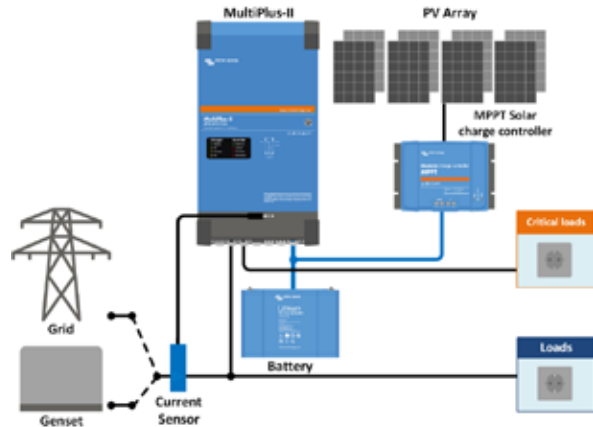 MultiPlus-II
PV Array
MPPT Solar
charge controller
MultiPlus-II
MPPT
Critical loads
Grid
Loads
Battery
Genset
Current
Sensor